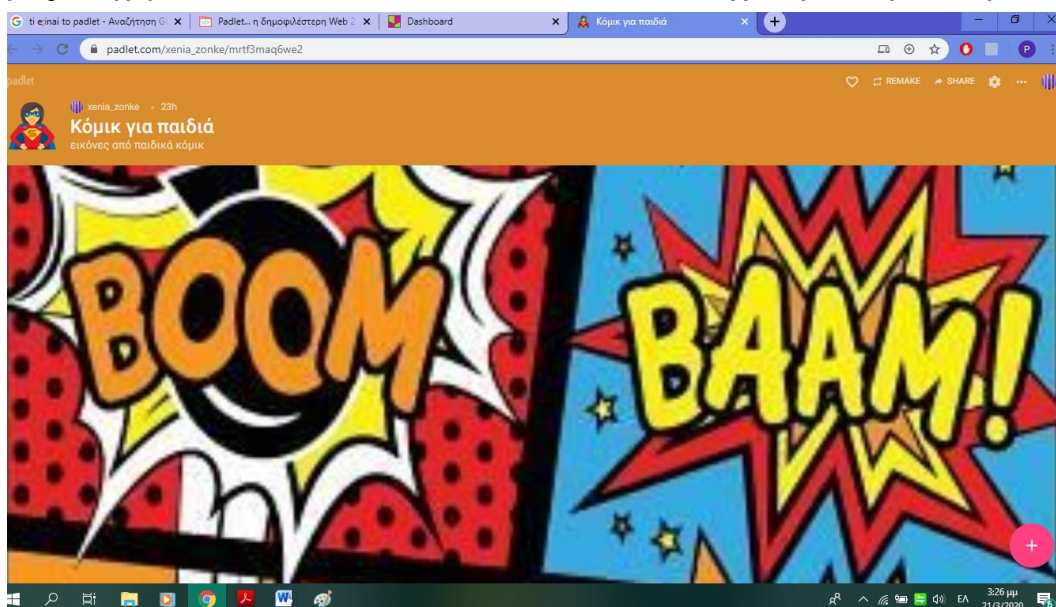 ti e;inai to padlet - Αναζήτηση G
Padlet... η δημοφιλέστερη Web 2
Dashboard
Κόμικ για παιδιά
padlet.com/xenia_zonke/mrtf3maq6we2
P
padlet
REMAKE
SHARE
xenia_zonke - 23h
Κόμικ για παιδιά
εικόνες από παιδικά κόμικ
BOOM
BAAM!
ΕΛ
3:26 μμ
21/3/2020